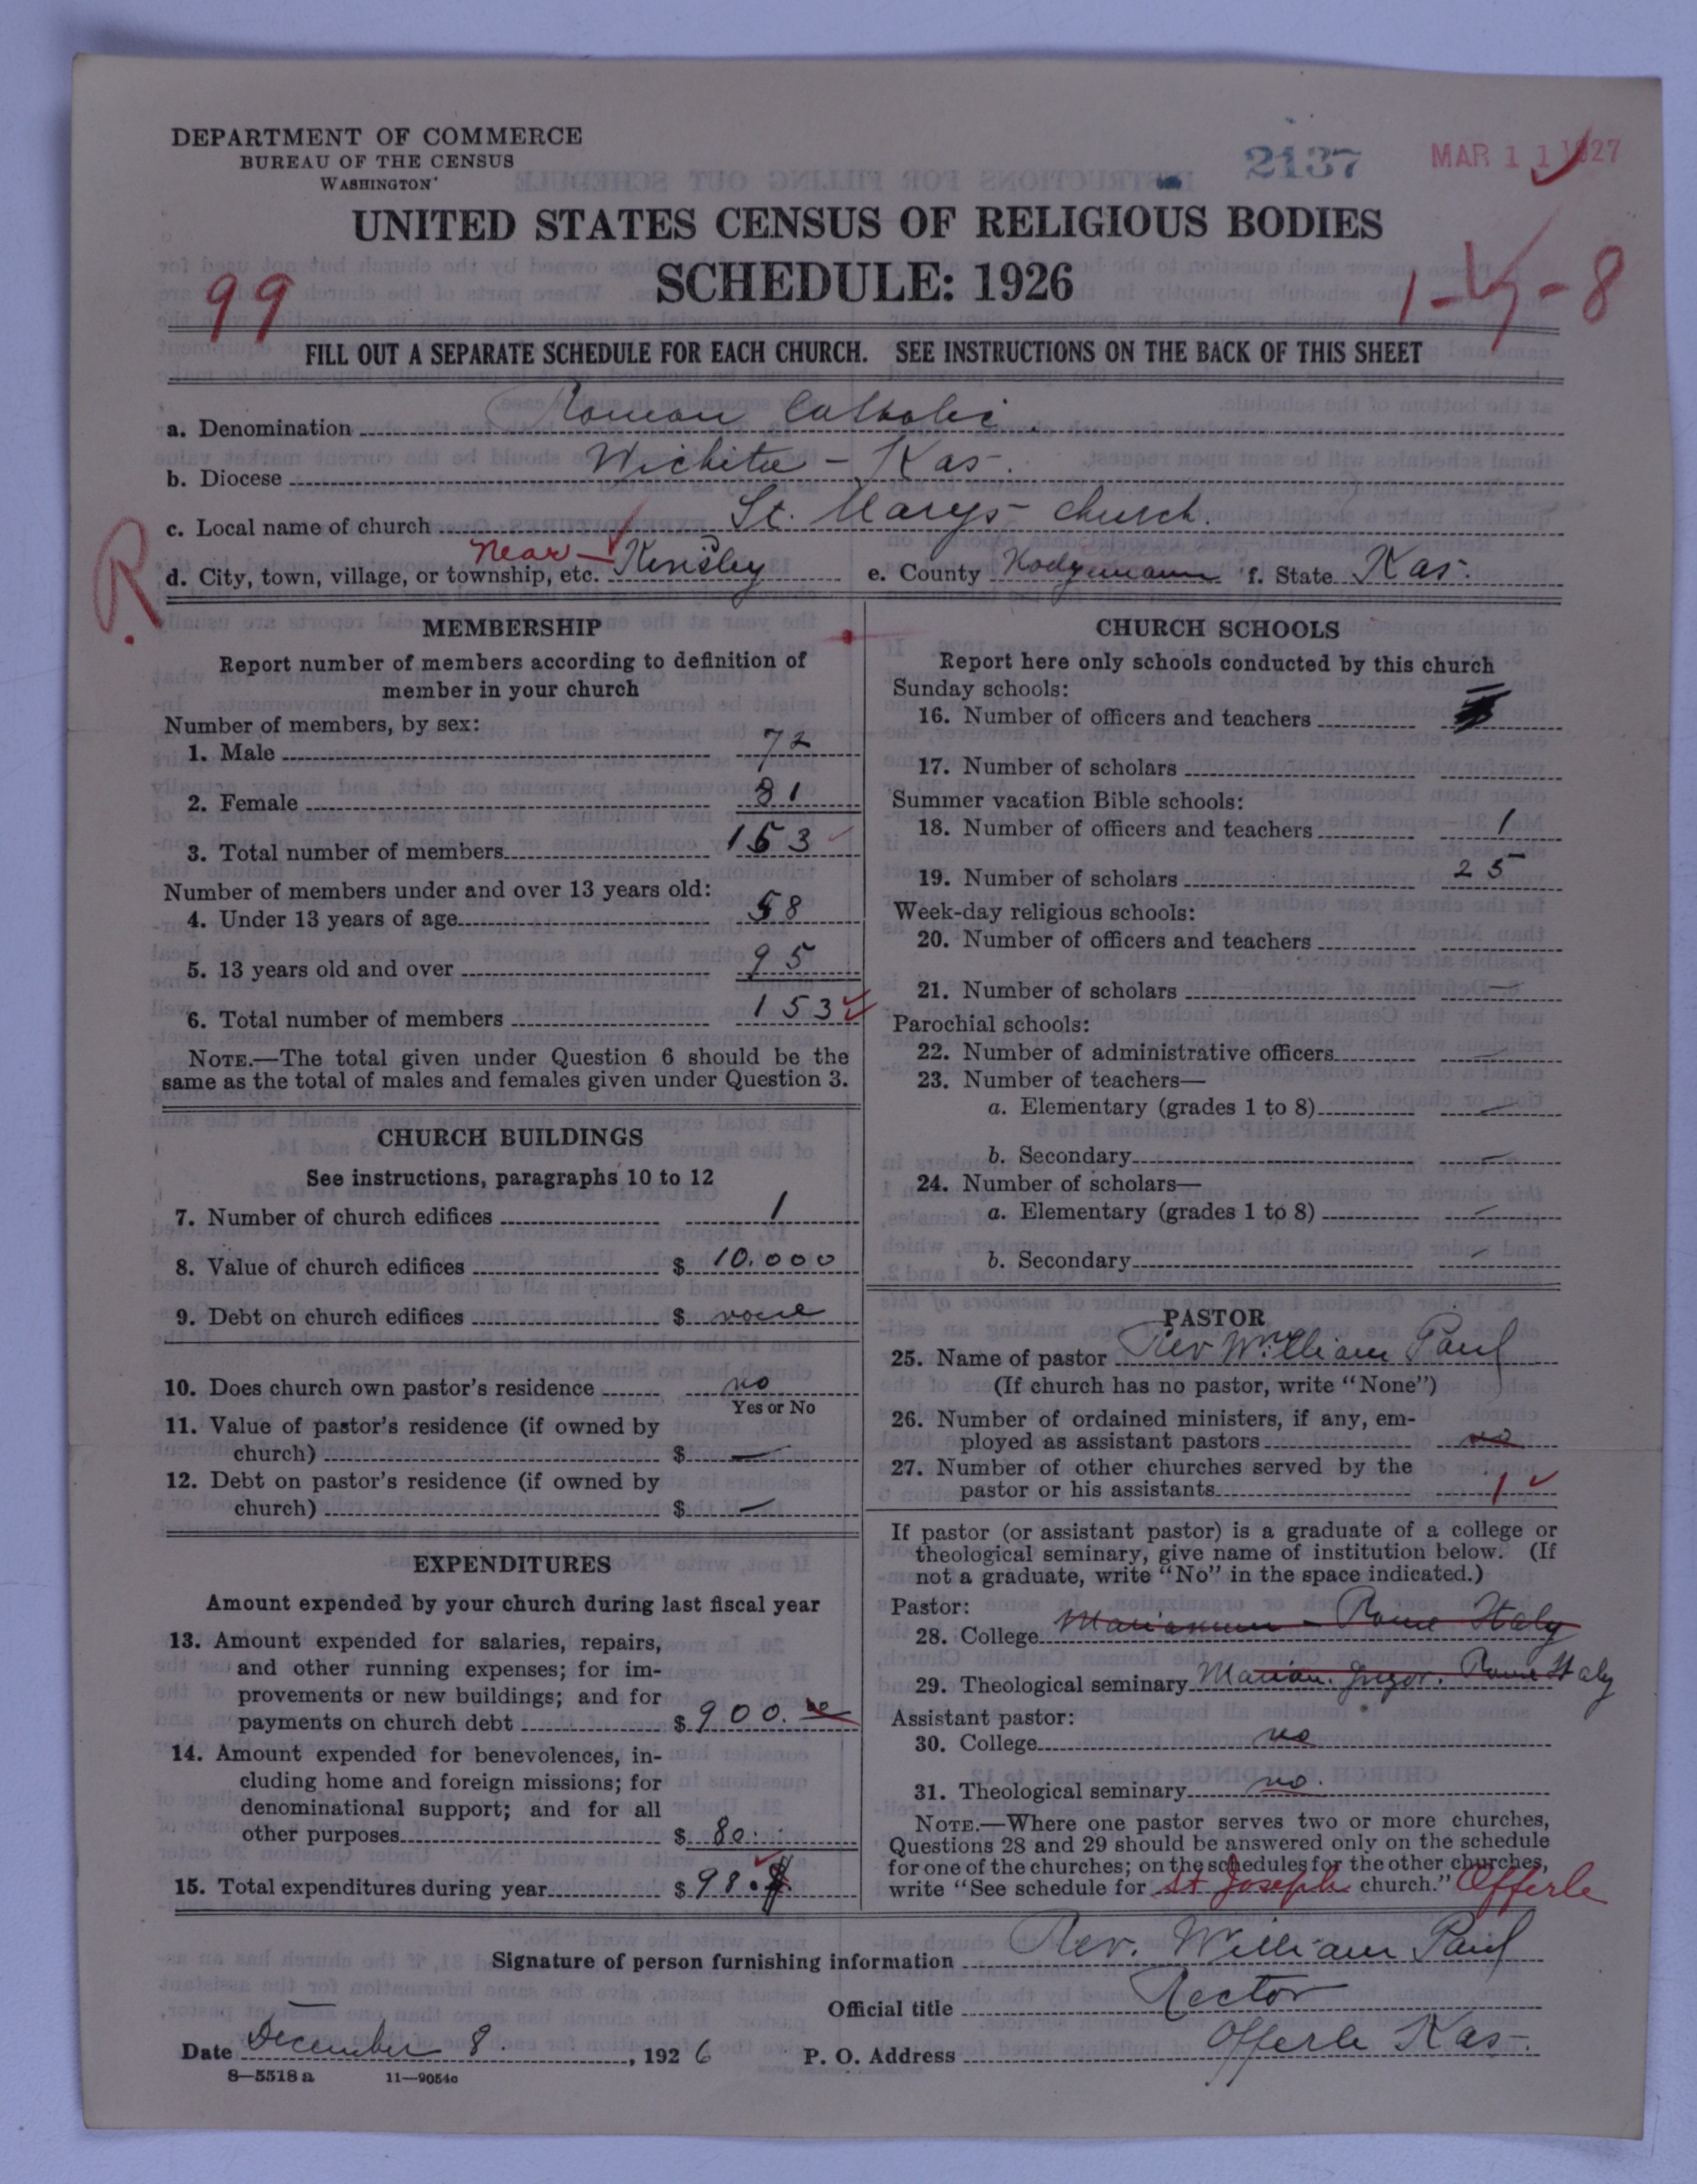 DEPARTMENT OF COMMERCE
BUREAU OF THE CENSUS
WASHINGTON
2137
MAR 11 1927
UNITED STATES CENSUS OF RELIGIOUS BODIES
SCHEDULE: 1926
99
FILL OUT A SEPARATE SCHEDULE FOR EACH CHURCH. SEE INSTRUCTIONS ON THE BACK OF THIS SHEET
a. Denomination Roman Catholic
b. Diocese Wichita - Kas.
c. Local name of church St. Marys church.
R.
d. City, town, village, or township, etc. near Kinsley e. County Hodgemann f. State Kas.
MEMBERSHIP
Report number of members according to definition of
member in your church
Number of members, by sex:
1. Male 72
2. Female 81
3. Total number of members 153
Number of members under and over 13 years old:
4. Under 13 years of age 58
5. 13 years old and over 95
6. Total number of members 153
NOTE.—The total given under Question 6 should be the
same as the total of males and females given under Question 3.
CHURCH BUILDINGS
See instructions, paragraphs 10 to 12
7. Number of church edifices 1
8. Value of church edifices $ 10.000
9. Debt on church edifices $ none
10. Does church own pastor's residence no
Yes or No
11. Value of pastor's residence (if owned by
church) $ —
12. Debt on pastor's residence (if owned by
church) $ —
EXPENDITURES
Amount expended by your church during last fiscal year
13. Amount expended for salaries, repairs,
and other running expenses; for im-
provements or new buildings; and for
payments on church debt $ 900. 00
14. Amount expended for benevolences, in-
cluding home and foreign missions; for
denominational support; and for all
other purposes $ 80.
15. Total expenditures during year $ 98
CHURCH SCHOOLS
Report here only schools conducted by this church
Sunday schools:
16. Number of officers and teachers
17. Number of scholars
Summer vacation Bible schools:
18. Number of officers and teachers 1
19. Number of scholars 25
Week-day religious schools:
20. Number of officers and teachers
21. Number of scholars —
Parochial schools:
22. Number of administrative officers —
23. Number of teachers—
a. Elementary (grades 1 to 8) —
b. Secondary —
24. Number of scholars—
a. Elementary (grades 1 to 8) —
b. Secondary —
PASTOR
25. Name of pastor Rev William Paul
(If church has no pastor, write "None")
26. Number of ordained ministers, if any, em-
ployed as assistant pastors no
27. Number of other churches served by the
pastor or his assistants 1
If pastor (or assistant pastor) is a graduate of a college or
theological seminary, give name of institution below. (If
not a graduate, write "No" in the space indicated.)
Pastor:
28. College Marianum - Rome Italy
29. Theological seminary Marian. Gregor. Rome Italy
Assistant pastor:
30. College no
31. Theological seminary no.
NOTE.—Where one pastor serves two or more churches,
Questions 28 and 29 should be answered only on the schedule
for one of the churches; on the schedules for the other churches,
write "See schedule for St Joseph church." Offerle
Signature of person furnishing information Rev. William Paul
Official title Rector
Date December 8. , 1926 P. O. Address Offerle Kas.
8—5518 a 11—9054c